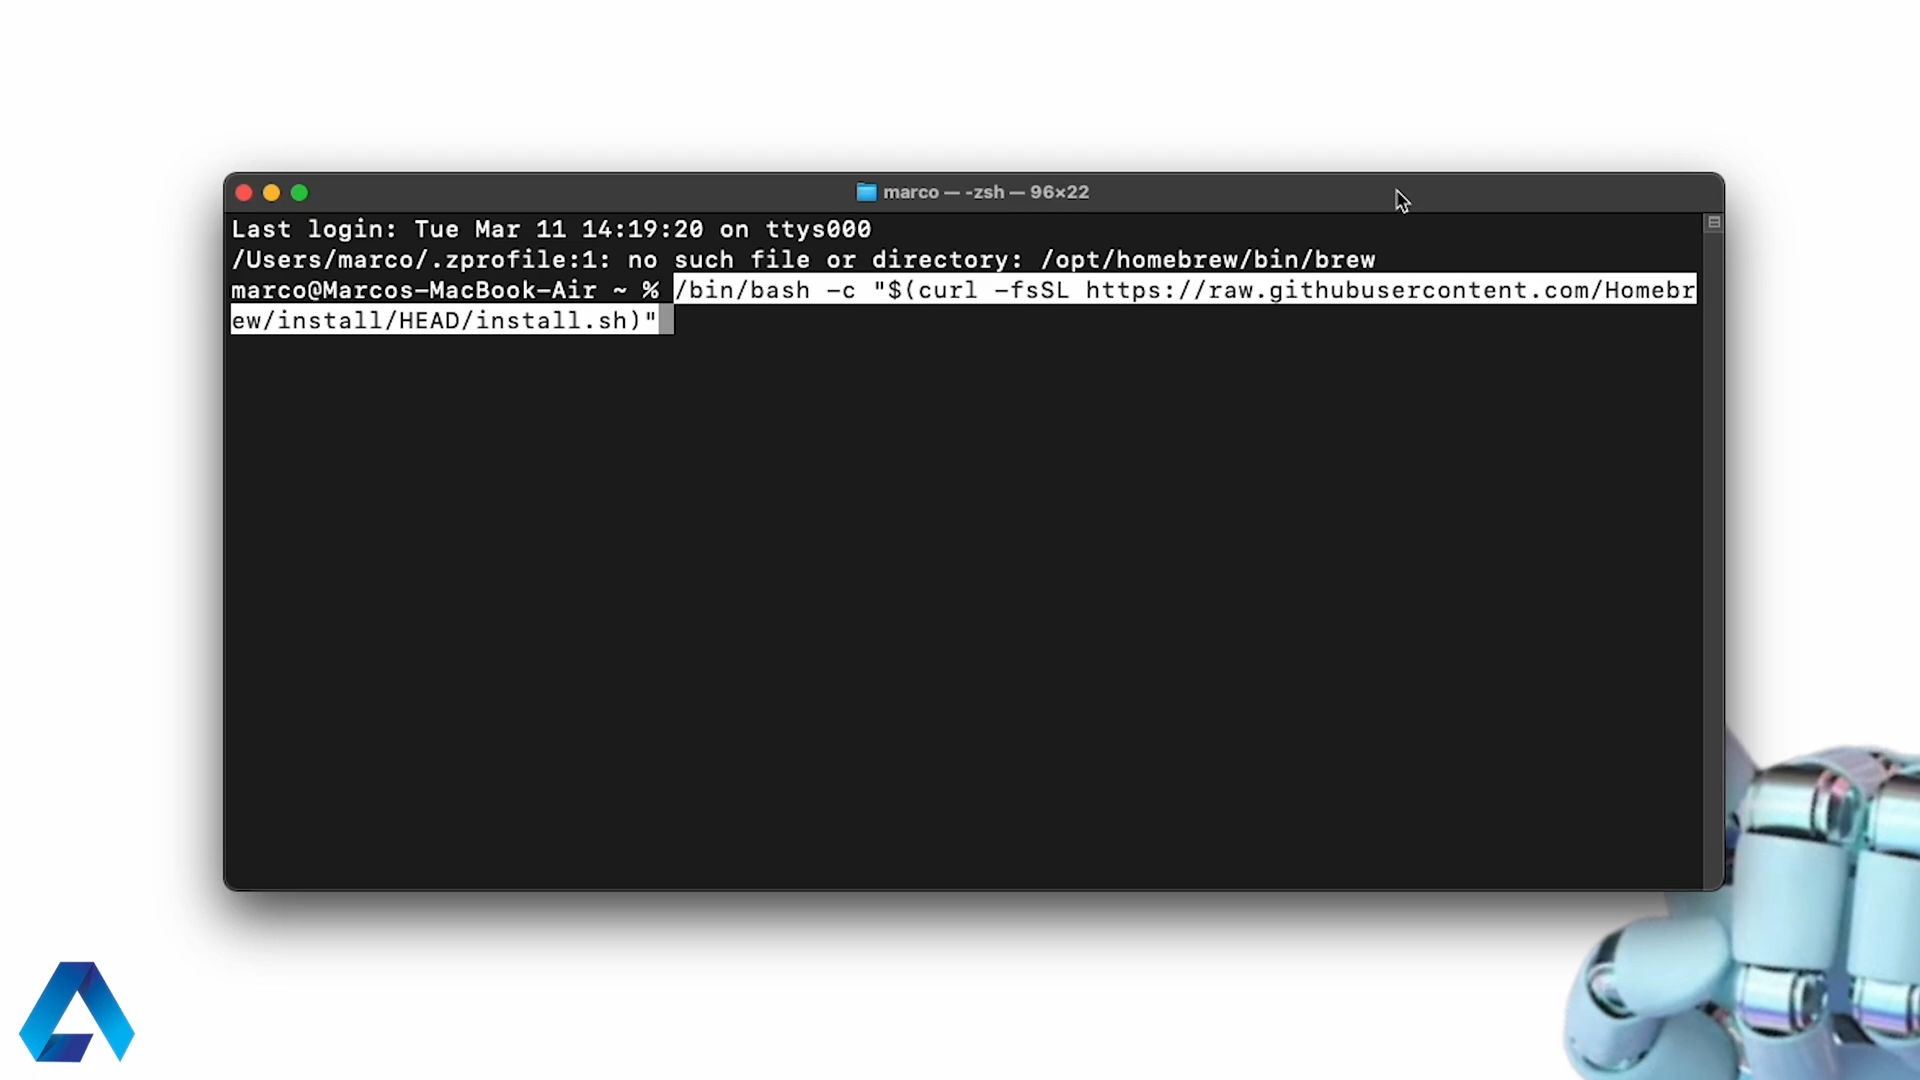 marco — -zsh — 96×22
Last login: Tue Mar 11 14:19:20 on ttys000
/Users/marco/.zprofile:1: no such file or directory: /opt/homebrew/bin/brew
marco@Marcos-MacBook-Air ~ % /bin/bash -c "$(curl -fsSL https://raw.githubusercontent.com/Homebr
ew/install/HEAD/install.sh)"